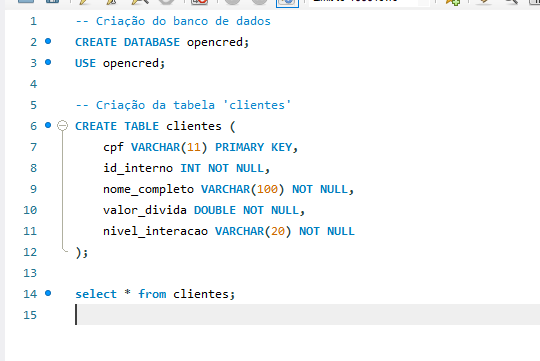 1 -- Criação do banco de dados
2 CREATE DATABASE opencred;
3 USE opencred;
4
5 -- Criação da tabela 'clientes'
6 CREATE TABLE clientes (
7 cpf VARCHAR(11) PRIMARY KEY,
8 id_interno INT NOT NULL,
9 nome_completo VARCHAR(100) NOT NULL,
10 valor_divida DOUBLE NOT NULL,
11 nivel_interacao VARCHAR(20) NOT NULL
12 );
13
14 select * from clientes;
15